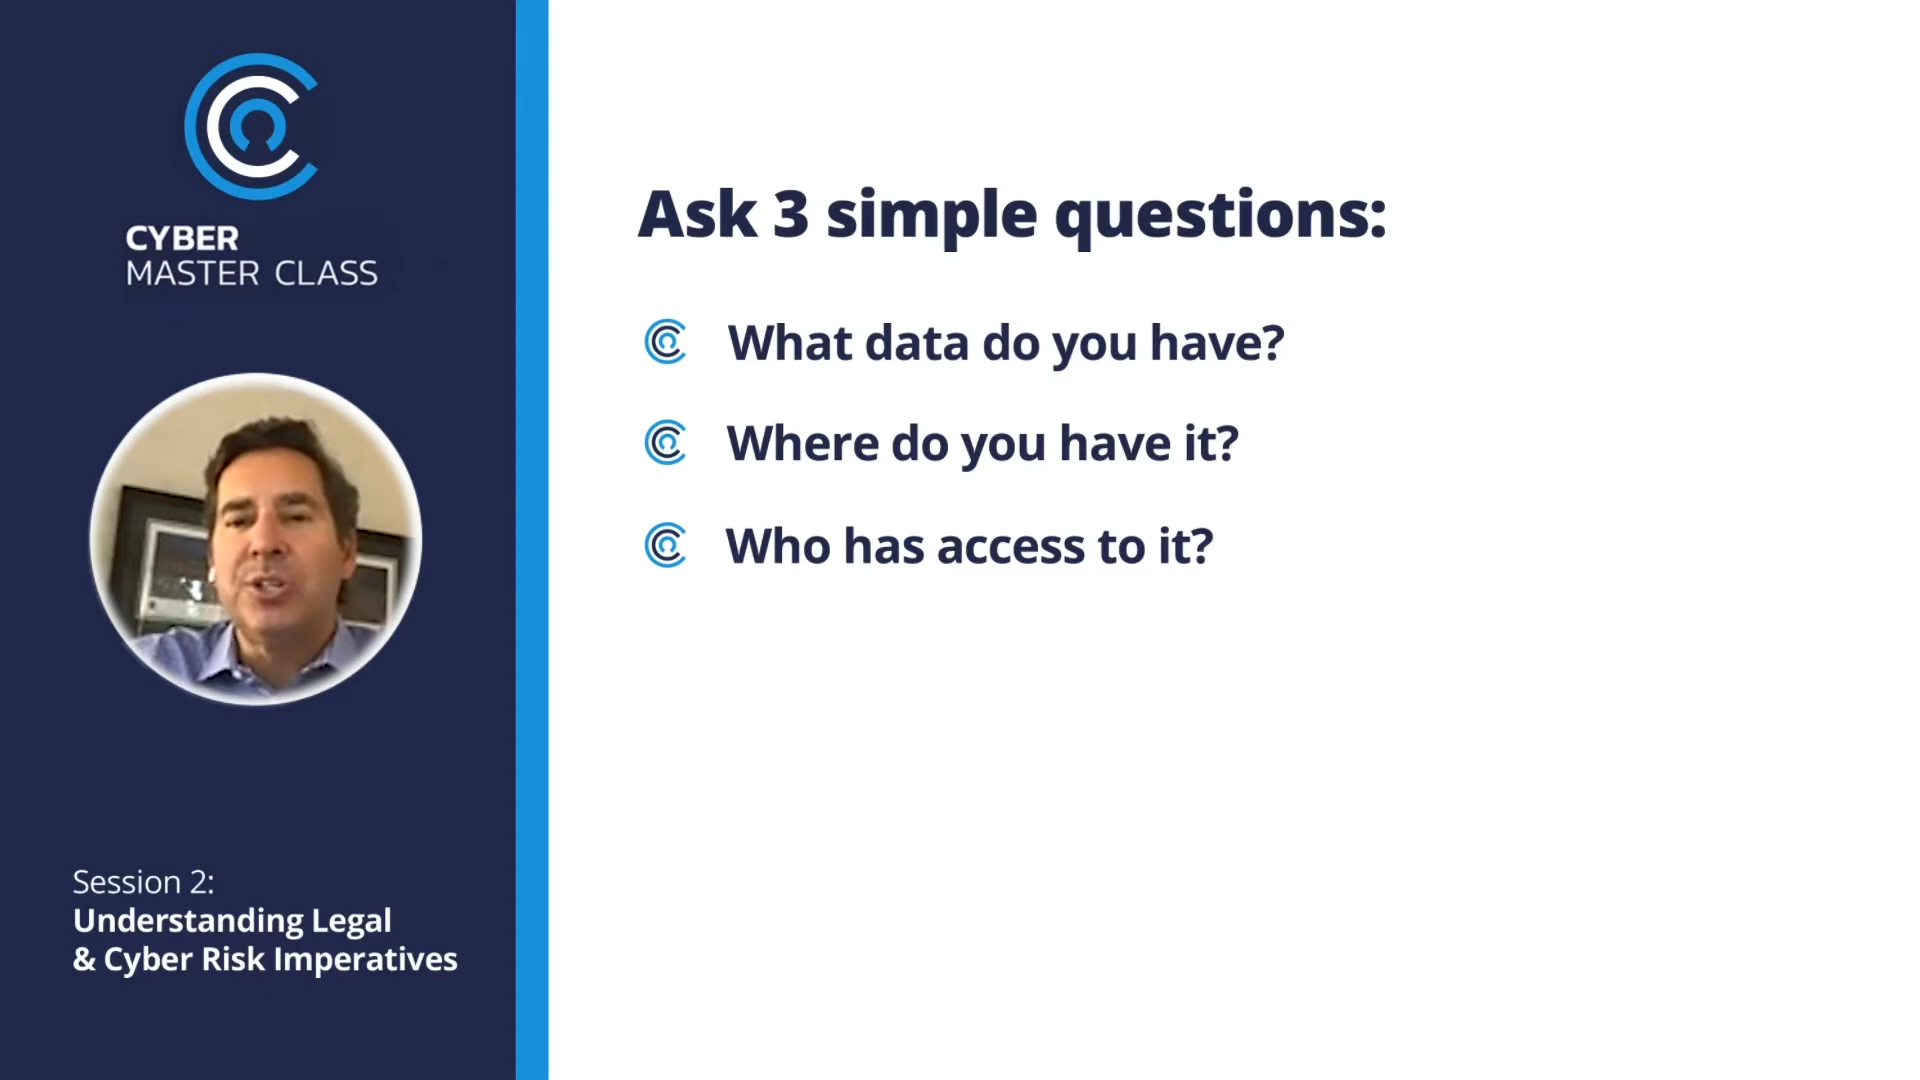 CYBER
MASTER CLASS
Session 2:
Understanding Legal
& Cyber Risk Imperatives
Ask 3 simple questions:
What data do you have?
Where do you have it?
Who has access to it?